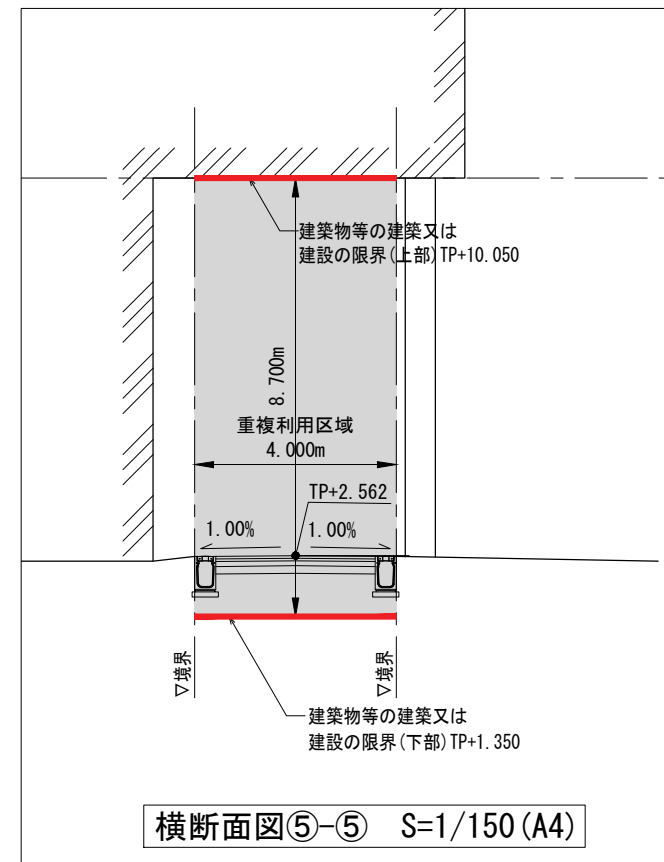 建築物等の建築又は
建設の限界(上部)TP+10.050
8.700m
重複利用区域
4.000m
TP+2.562
1.00%
1.00%
▽境界
▽境界
建築物等の建築又は
建設の限界(下部)TP+1.350
横断面図⑤-⑤ S=1/150(A4)